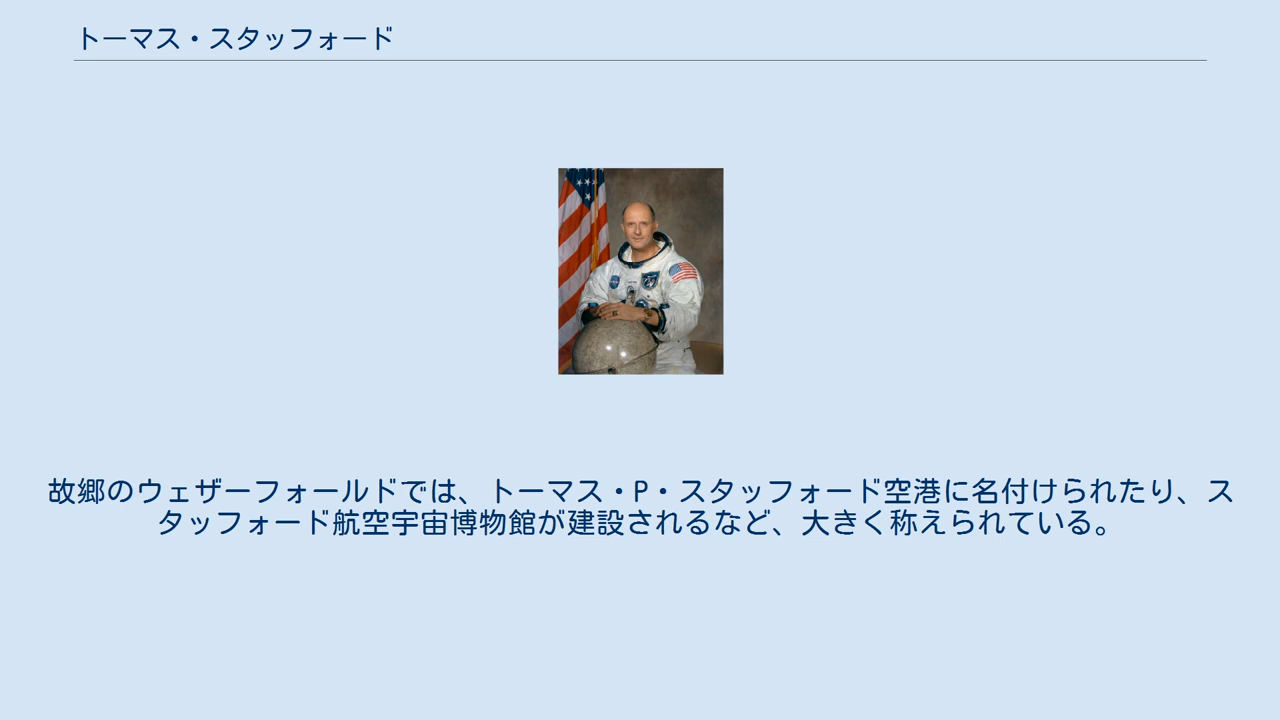 トーマス・スタッフォード
故郷のウェザーフォールドでは、トーマス・P・スタッフォード空港に名付けられたり、ス
タッフォード航空宇宙博物館が建設されるなど、大きく称えられている。